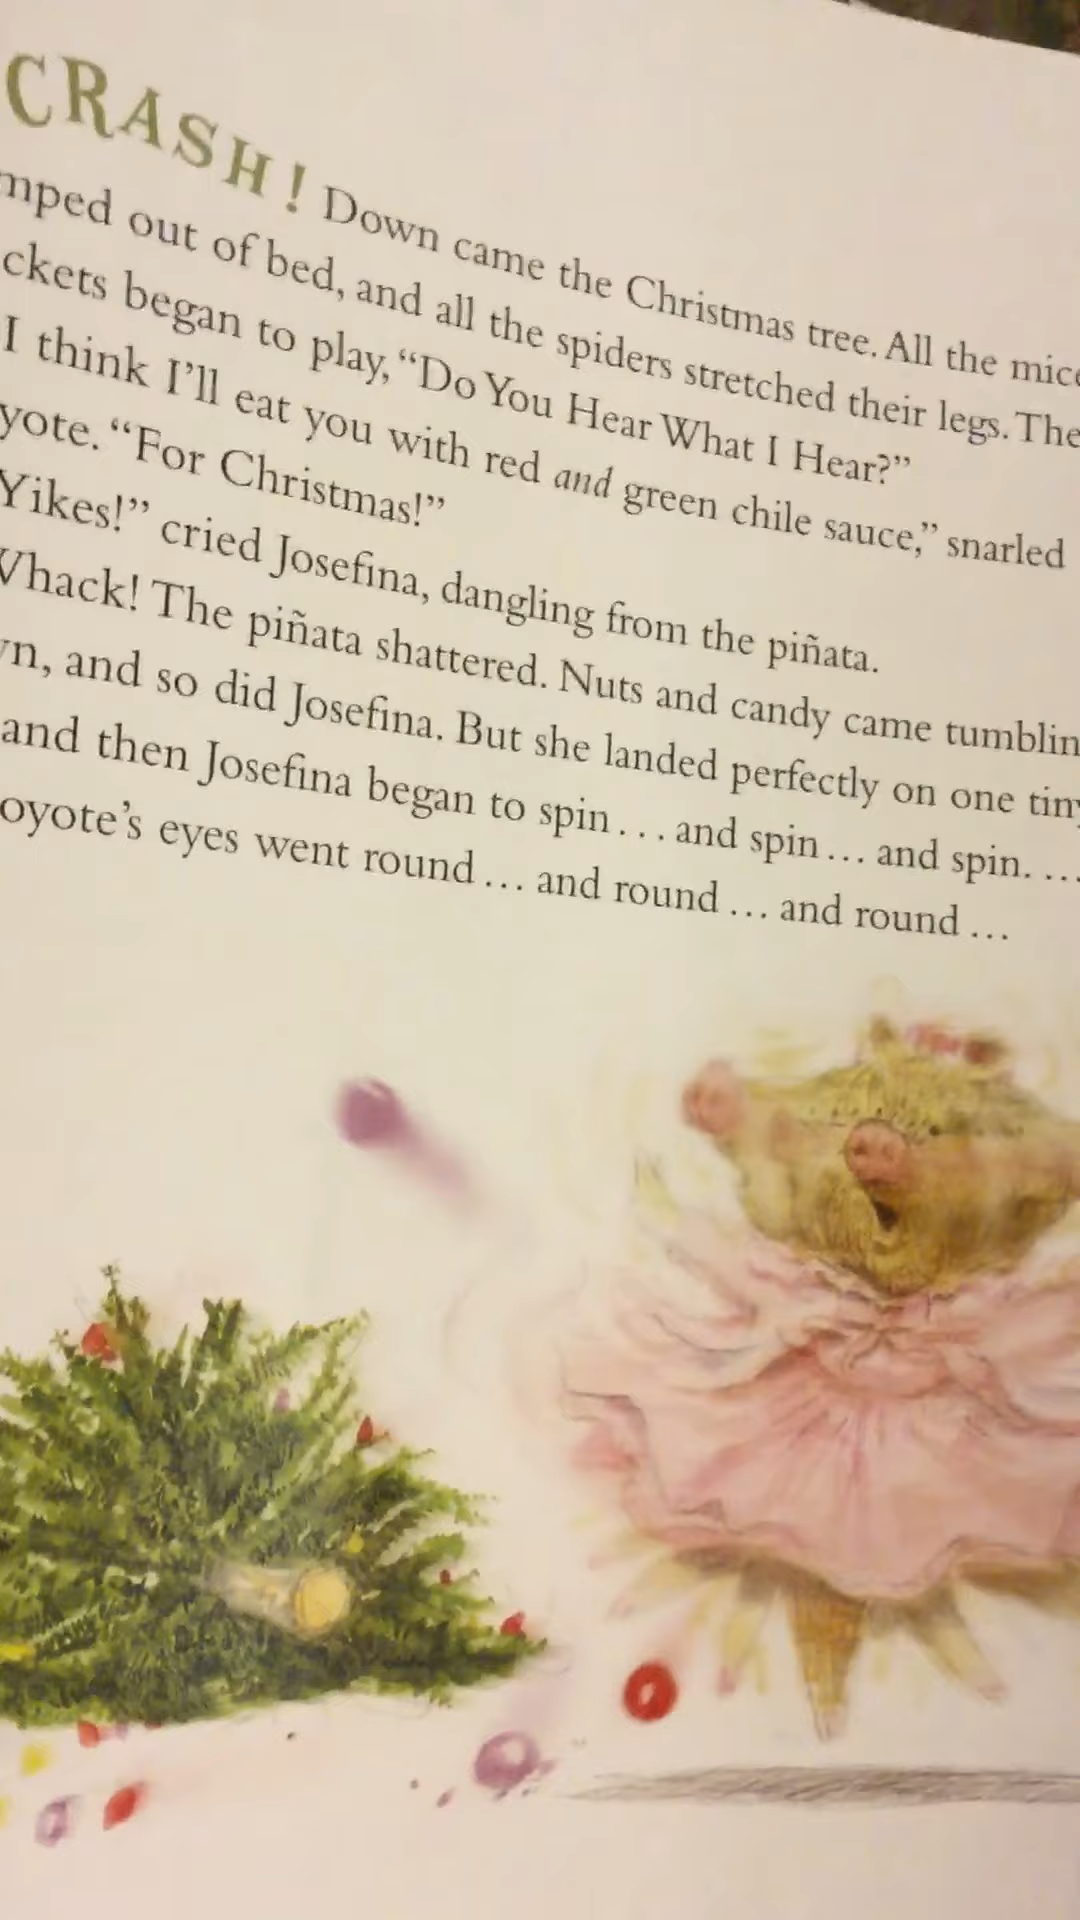 CRASH! Down came the Christmas tree. All the mice
mped out of bed, and all the spiders stretched their legs. The
ckets began to play, “Do You Hear What I Hear?”
I think I’ll eat you with red and green chile sauce,” snarled
yote. “For Christmas!”
Yikes!” cried Josefina, dangling from the piñata.
Whack! The piñata shattered. Nuts and candy came tumblin
wn, and so did Josefina. But she landed perfectly on one tiny
and then Josefina began to spin . . . and spin . . . and spin. . . .
oyote’s eyes went round . . . and round . . . and round . . .